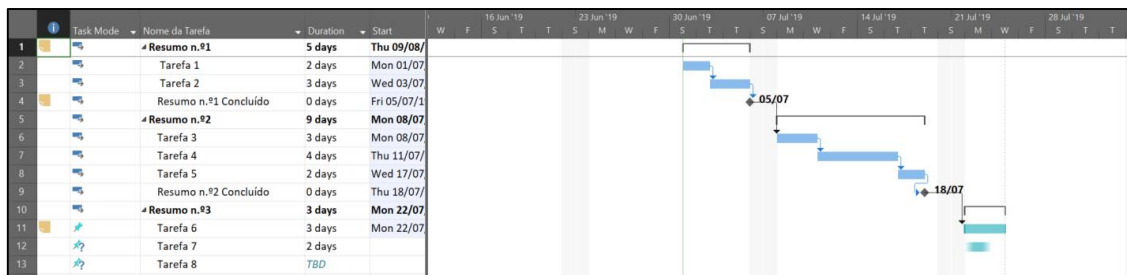 16 Jun '19 23 Jun '19 30 Jun '19 07 Jul '19 14 Jul '19 21 Jul '19 28 Jul '19
Task Mode Nome da Tarefa Duration Start W F S T T S M W F S T T S M W F S T T S M W F S T T
1 Resumo n.º1 5 days Thu 09/08/
2 Tarefa 1 2 days Mon 01/07
3 Tarefa 2 3 days Wed 03/07
4 Resumo n.º1 Concluído 0 days Fri 05/07/1 05/07
5 Resumo n.º2 9 days Mon 08/07
6 Tarefa 3 3 days Mon 08/07
7 Tarefa 4 4 days Thu 11/07/
8 Tarefa 5 2 days Wed 17/07
9 Resumo n.º2 Concluído 0 days Thu 18/07/ 18/07
10 Resumo n.º3 3 days Mon 22/07
11 Tarefa 6 3 days Mon 22/07
12 Tarefa 7 2 days
13 Tarefa 8 TBD